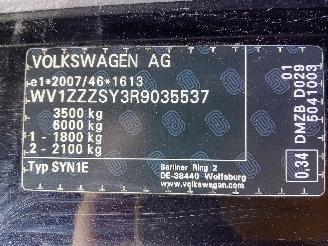 VOLKSWAGEN AG
e1*2007/46*1613
WV1ZZZSY3R9035537
3500 kg
6000 kg
1 - 1800 kg
2 - 2100 kg
Typ SYN1E
Berliner Ring 2
DE-38440 Wolfsburg
www.volkswagen.com
0.34 DMZB D029 01
5041003